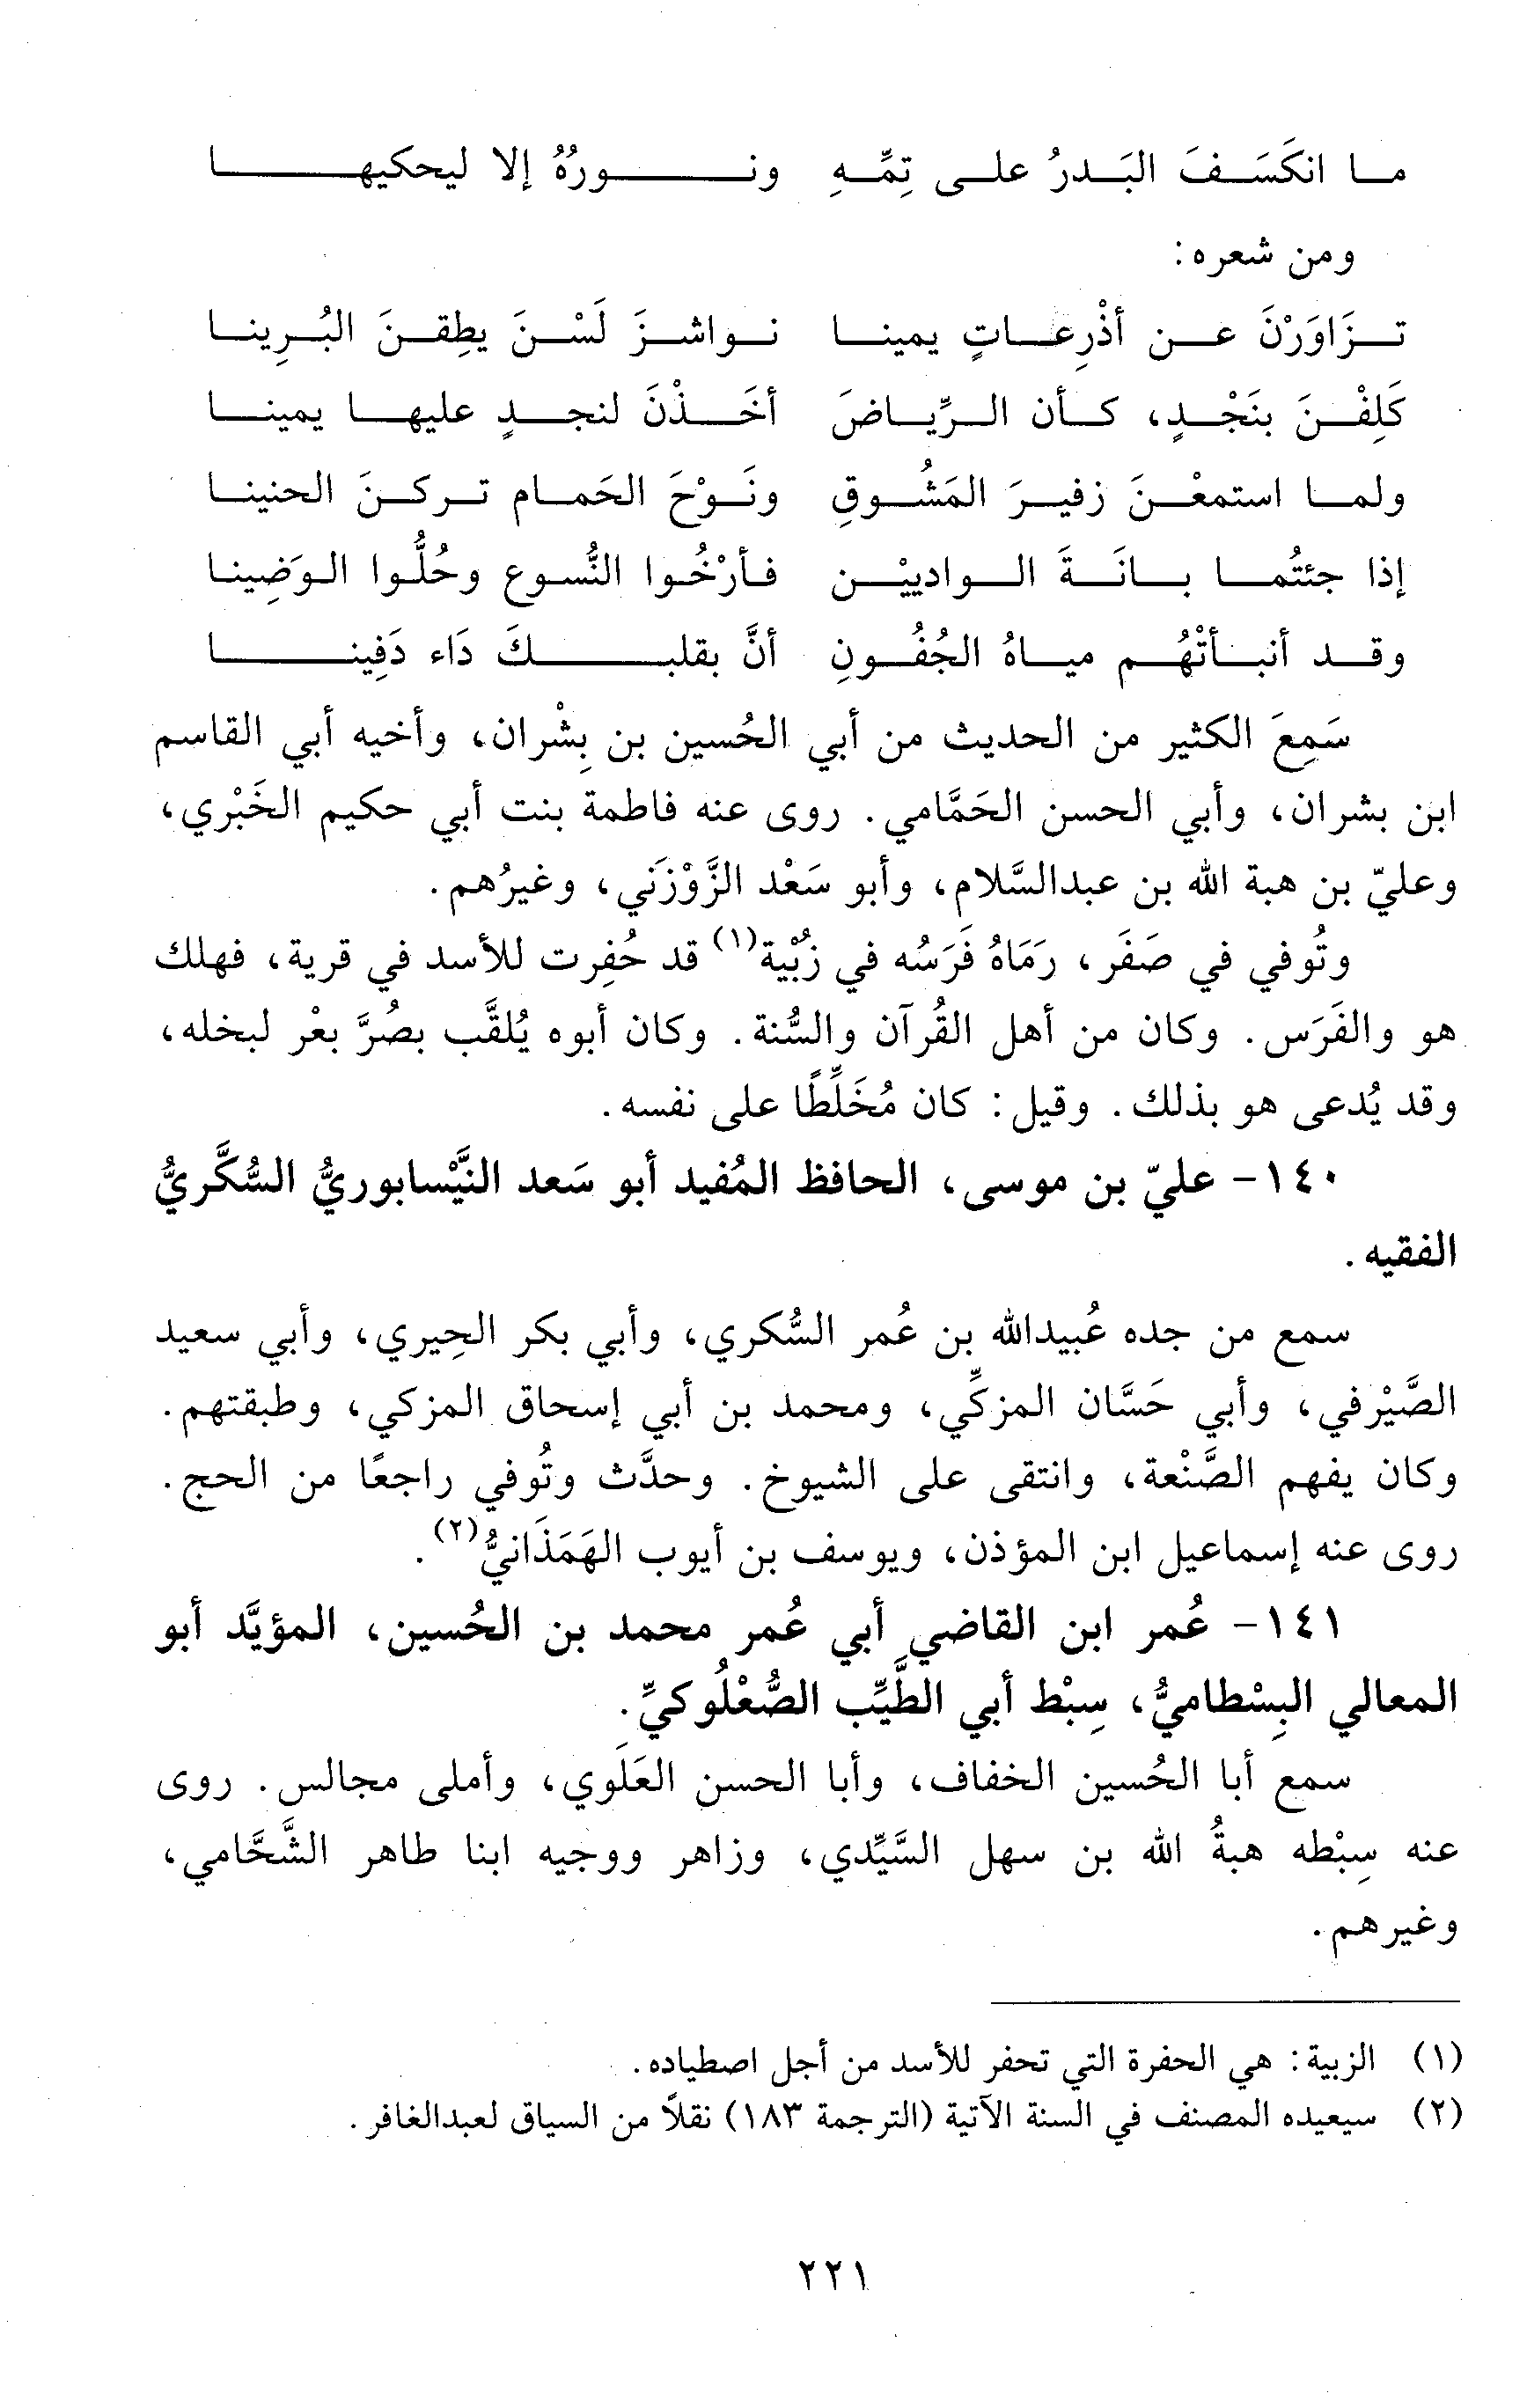 ما انكَسَفَ البَدرُ على تِمِّهِ ونورُهُ إلا ليحكيها
ومن شعره:
تزَاوَرْنَ عن أذْرِعاتٍ يمينا نواشزَ لَسْنَ يطِقنَ البُرِينا
كَلِفْنَ بنَجْدٍ، كأن الرِّياضَ أخَذْنَ لنجدٍ عليها يمينا
ولما استمعْنَ زفيرَ المَشُوقِ ونَوْحَ الحَمام تركنَ الحنينا
إذا جئتُما بانَةَ الواديَيْن فأرْخُوا النُّسوع وحُلُّوا الوَضِينا
وقد أنبأتْهُم مياهُ الجُفُونِ أنَّ بقلبكَ دَاء دَفِينا
سَمِعَ الكثير من الحديث من أبي الحُسين بن بِشْران، وأخيه أبي القاسم
ابن بشران، وأبي الحسن الحَمَّامي. روى عنه فاطمة بنت أبي حكيم الخَبْري،
وعليّ بن هبة الله بن عبدالسَّلام، وأبو سَعْد الزَّوْزَني، وغيرُهم.
وتُوفي في صَفَر، رَمَاهُ فَرَسُه في زُبْية(١) قد حُفِرت للأسد في قرية، فهلك
هو والفَرَس. وكان من أهل القُرآن والسُّنة. وكان أبوه يُلقَّب بصُرَّ بعْر لبخله،
وقد يُدعى هو بذلك. وقيل: كان مُخَلِّطًا على نفسه.
١٤٠- عليّ بن موسى، الحافظ المُفيد أبو سَعد النَّيْسابوريُّ السُّكَّريُّ
الفقيه.
سمع من جده عُبيدالله بن عُمر السُّكري، وأبي بكر الحِيري، وأبي سعيد
الصَّيْرفي، وأبي حَسَّان المزكِّي، ومحمد بن أبي إسحاق المزكي، وطبقتهم.
وكان يفهم الصَّنْعة، وانتقى على الشيوخ. وحدَّث وتُوفي راجعًا من الحج.
روى عنه إسماعيل ابن المؤذن، ويوسف بن أيوب الهَمَذَانيُّ(٢).
١٤١- عُمر ابن القاضي أبي عُمر محمد بن الحُسين، المؤيَّد أبو
المعالي البِسْطاميُّ، سِبْط أبي الطَّيِّب الصُّعْلُوكيِّ.
سمع أبا الحُسين الخفاف، وأبا الحسن العَلَوي، وأملى مجالس. روى
عنه سِبْطه هبةُ الله بن سهل السَّيِّدي، وزاهر ووجيه ابنا طاهر الشَّحَّامي،
وغيرهم.
(١) الزبية: هي الحفرة التي تحفر للأسد من أجل اصطياده.
(٢) سيعيده المصنف في السنة الآتية (الترجمة ١٨٣) نقلاً من السياق لعبدالغافر.
٢٢١